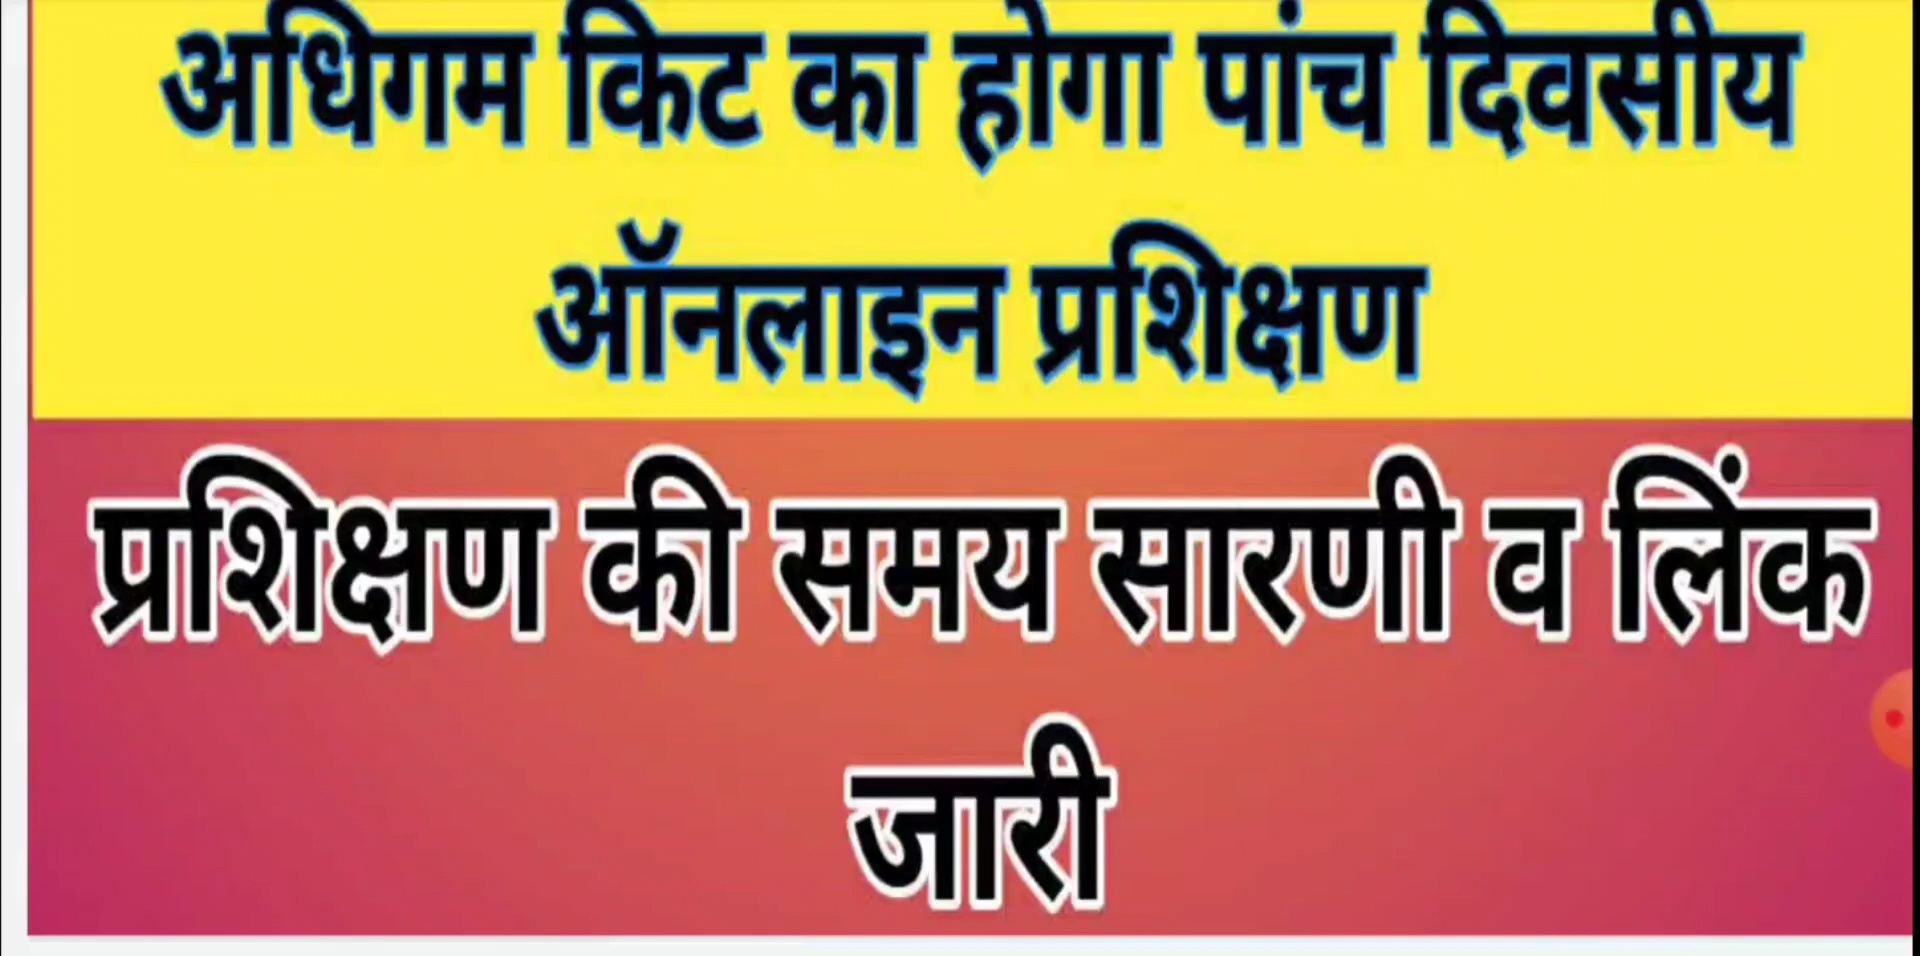 अधिगम किट का होगा पांच दिवसीय
ऑनलाइन प्रशिक्षण
प्रशिक्षण की समय सारणी व लिंक
जारी